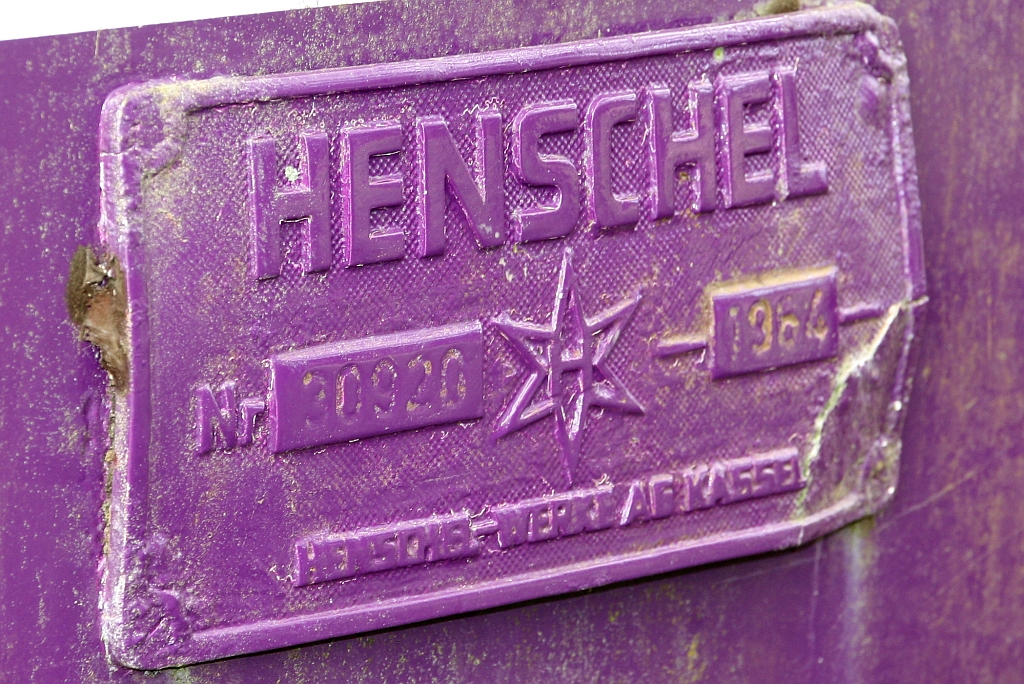 HENSCHEL
Nr 30920 H 1964
HENSCHEL-WERKE AG KASSEL